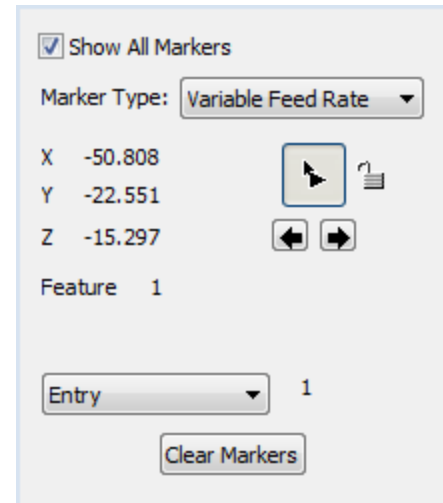 Show All Markers
Marker Type: Variable Feed Rate
X -50.808
Y -22.551
Z -15.297
Feature 1
Entry 1
Clear Markers